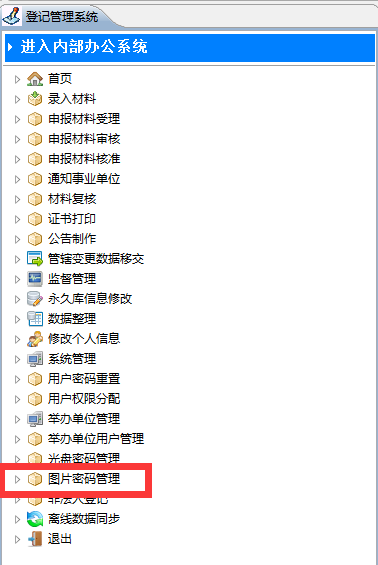 登记管理系统
进入内部办公系统
首页
录入材料
申报材料受理
申报材料审核
申报材料核准
通知事业单位
材料复核
证书打印
公告制作
管辖变更数据移交
监督管理
永久库信息修改
数据整理
修改个人信息
系统管理
用户密码重置
用户权限分配
举办单位管理
举办单位用户管理
光盘密码管理
图片密码管理
非法人登记
离线数据同步
退出